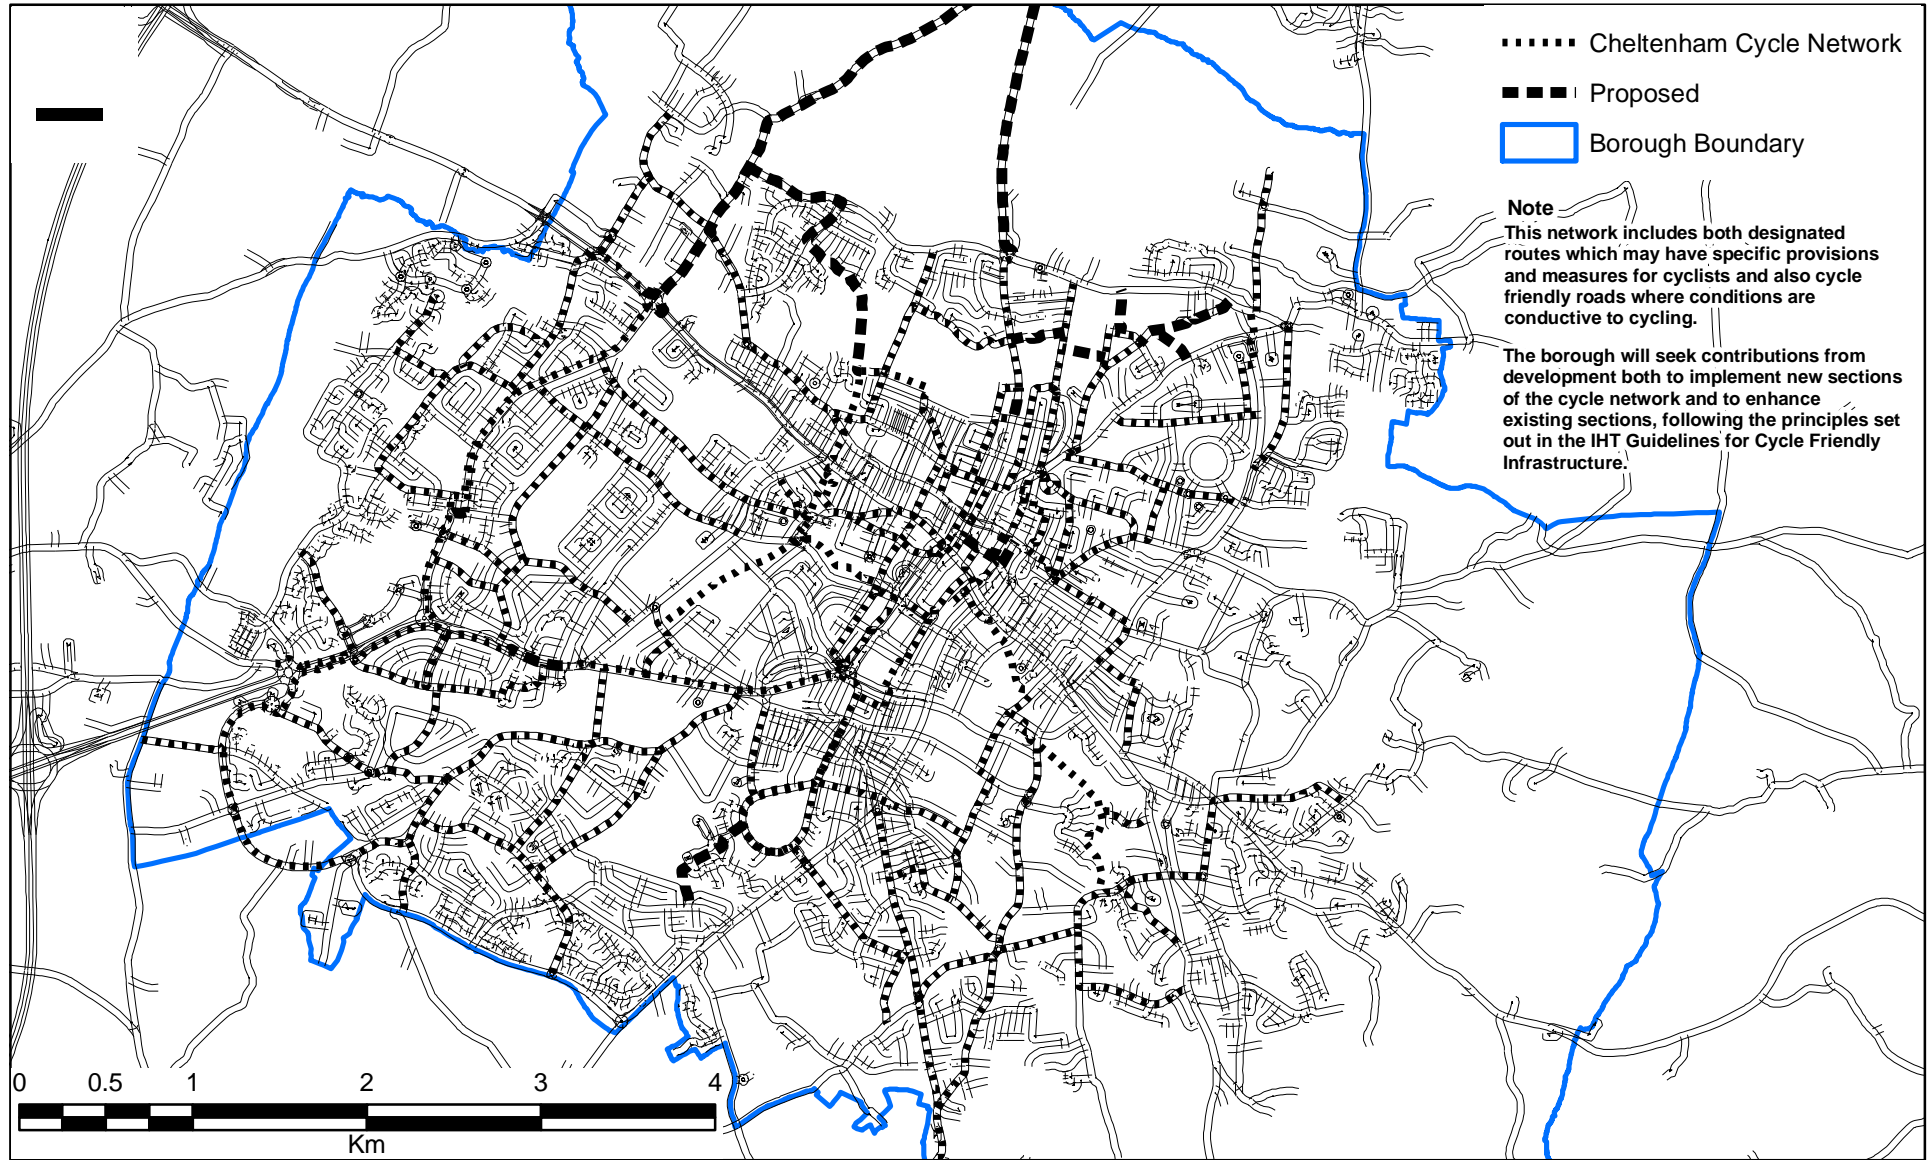 Cheltenham Cycle Network
Proposed
Borough Boundary
Note
This network includes both designated
routes which may have specific provisions
and measures for cyclists and also cycle
friendly roads where conditions are
conductive to cycling.
The borough will seek contributions from
development both to implement new sections
of the cycle network and to enhance
existing sections, following the principles set
out in the IHT Guidelines for Cycle Friendly
Infrastructure.
0 0.5 1 2 3 4
Km